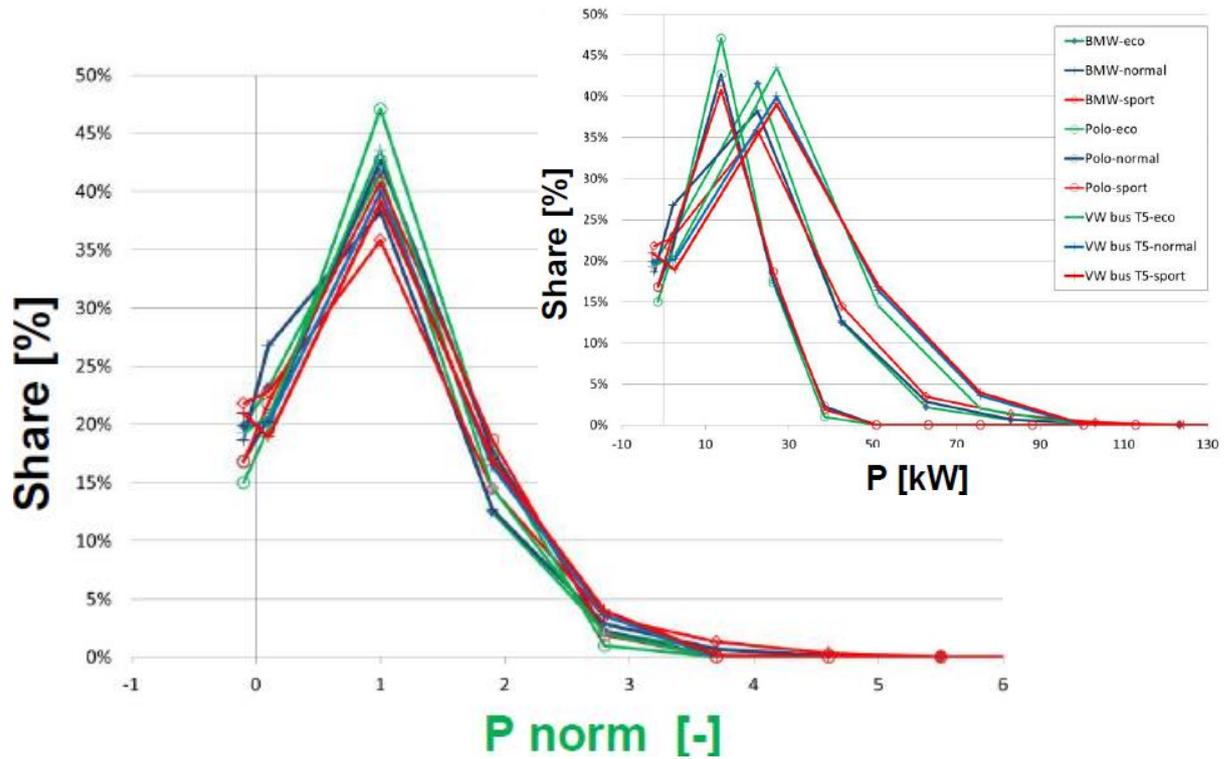 50%
45%
40%
35%
30%
25%
20%
15%
10%
5%
0%
-10
10
30
50
70
90
110
130
Share [%]
P [kW]
BMW-eco
BMW-normal
BMW-sport
Polo-eco
Polo-normal
Polo-sport
VW bus T5-eco
VW bus T5-normal
VW bus T5-sport
50%
45%
40%
35%
30%
25%
20%
15%
10%
5%
0%
-1
0
1
2
3
4
5
6
Share [%]
P norm [-]